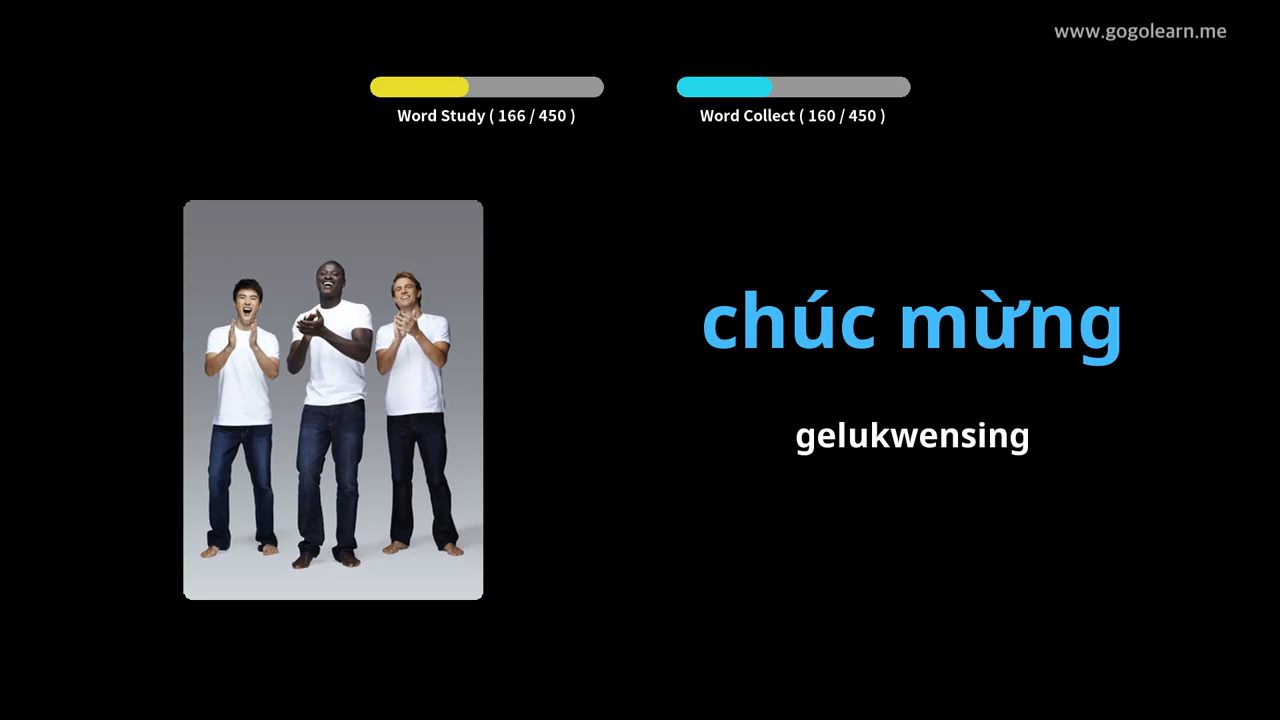 www.gogolearn.me
Word Study ( 166 / 450 )
Word Collect ( 160 / 450 )
chúc mừng
gelukwensing